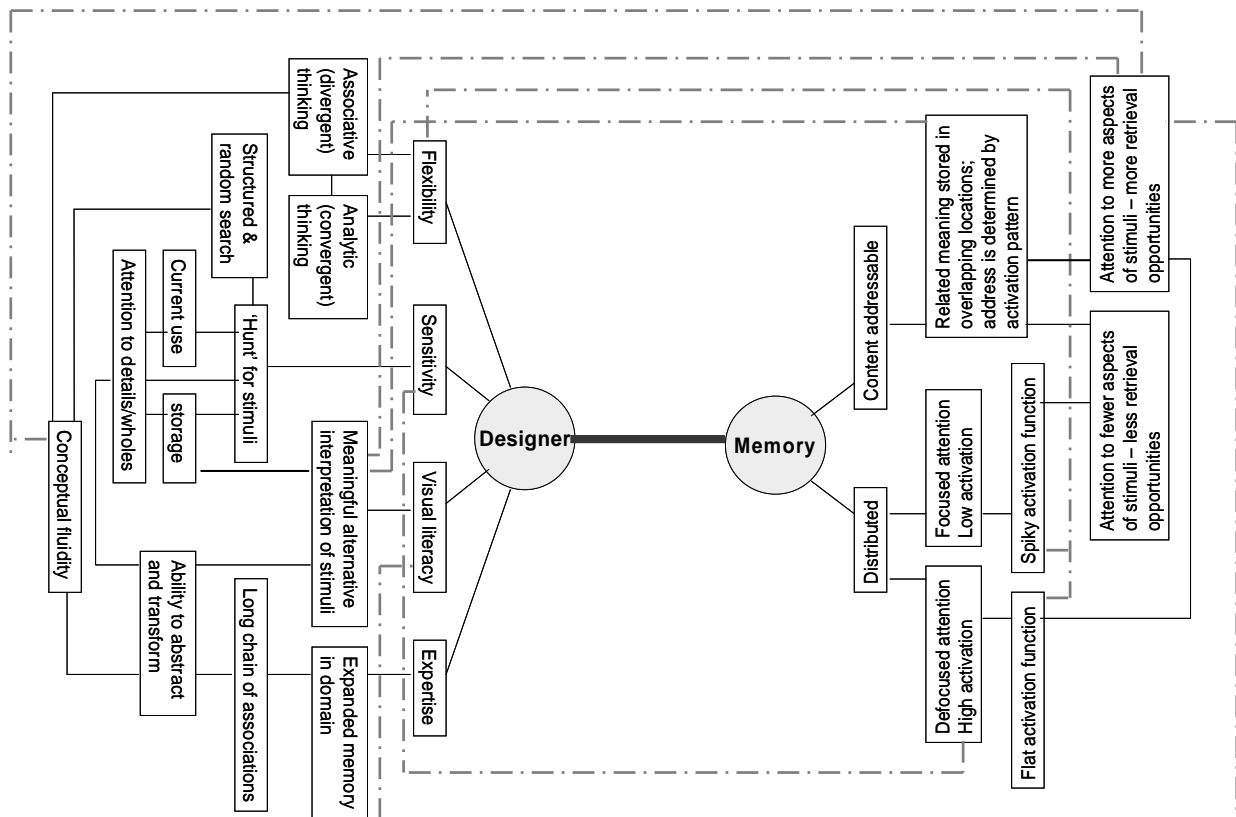 Associative
(divergent)
thinking
Analytic
(convergent)
thinking
Structured &
random search
Flexibility
Current use
Attention to details/wholes
'Hunt' for stimuli
storage
Sensitivity
Conceptual fluidity
Meaningful alternative
interpretation of stimuli
Visual literacy
Ability to abstract
and transform
Long chain of associations
Expanded memory
in domain
Expertise
Designer
Memory
Content addressable
Related meaning stored in
overlapping locations;
address is determined by
activation pattern
Attention to more aspects
of stimuli – more retrieval
opportunities
Attention to fewer aspects
of stimuli – less retrieval
opportunities
Distributed
Focused attention
Low activation
Spiky activation function
Defocused attention
High activation
Flat activation function